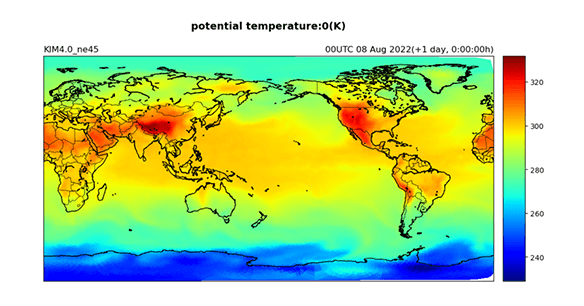 potential temperature:0(K)
KIM4.0_ne45
00UTC 08 Aug 2022(+1 day, 0:00:00h)
320
300
280
260
240